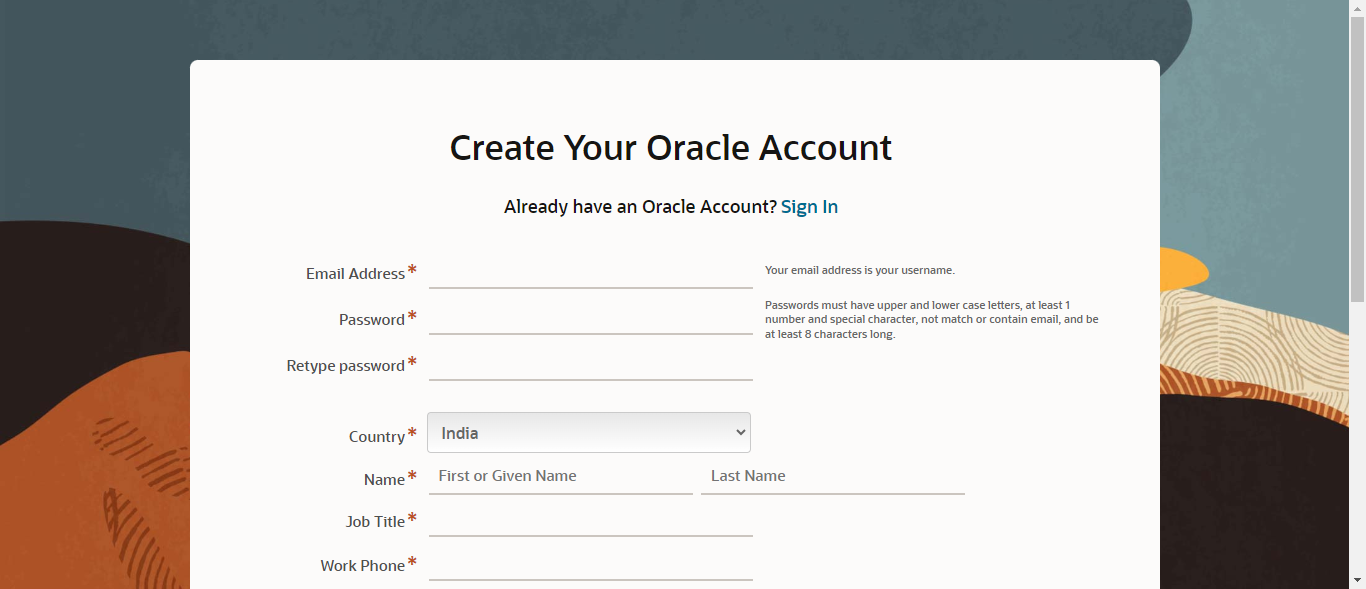 Create Your Oracle Account
Already have an Oracle Account? Sign In
Email Address*
Your email address is your username.
Password*
Passwords must have upper and lower case letters, at least 1
number and special character, not match or contain email, and be
at least 8 characters long.
Retype password*
Country* India
Name* First or Given Name Last Name
Job Title*
Work Phone*